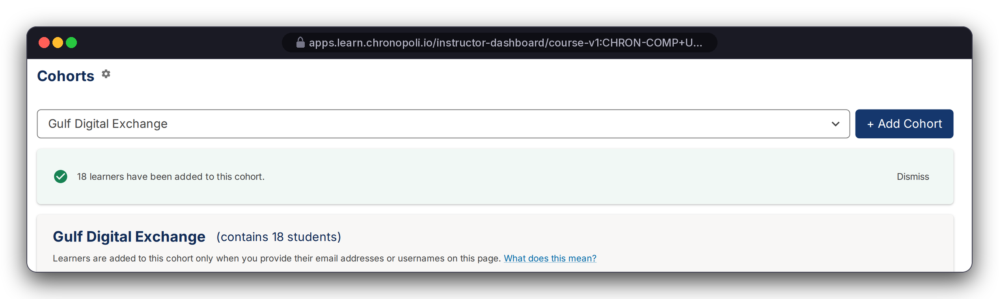 apps.learn.chronopoli.io/instructor-dashboard/course-v1:CHRON-COMP+U...
Cohorts
Gulf Digital Exchange
+ Add Cohort
18 learners have been added to this cohort.
Dismiss
Gulf Digital Exchange (contains 18 students)
Learners are added to this cohort only when you provide their email addresses or usernames on this page. What does this mean?